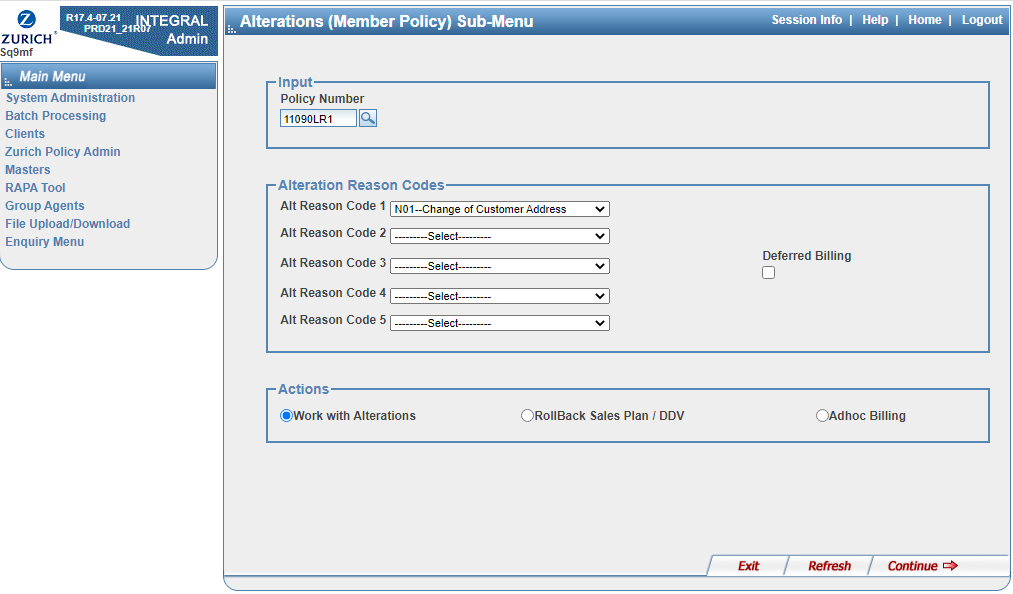 R17.4-07.21 INTEGRAL
PRD21_21R07
Admin
ZURICH
Sq9mf
Alterations (Member Policy) Sub-Menu
Session Info | Help | Home | Logout
Main Menu
System Administration
Batch Processing
Clients
Zurich Policy Admin
Masters
RAPA Tool
Group Agents
File Upload/Download
Enquiry Menu
Input
Policy Number
11090LR1
Alteration Reason Codes
Alt Reason Code 1 N01--Change of Customer Address
Alt Reason Code 2 ---------Select---------
Alt Reason Code 3 ---------Select---------
Deferred Billing
Alt Reason Code 4 ---------Select---------
Alt Reason Code 5 ---------Select---------
Actions
Work with Alterations RollBack Sales Plan / DDV Adhoc Billing
Exit Refresh Continue